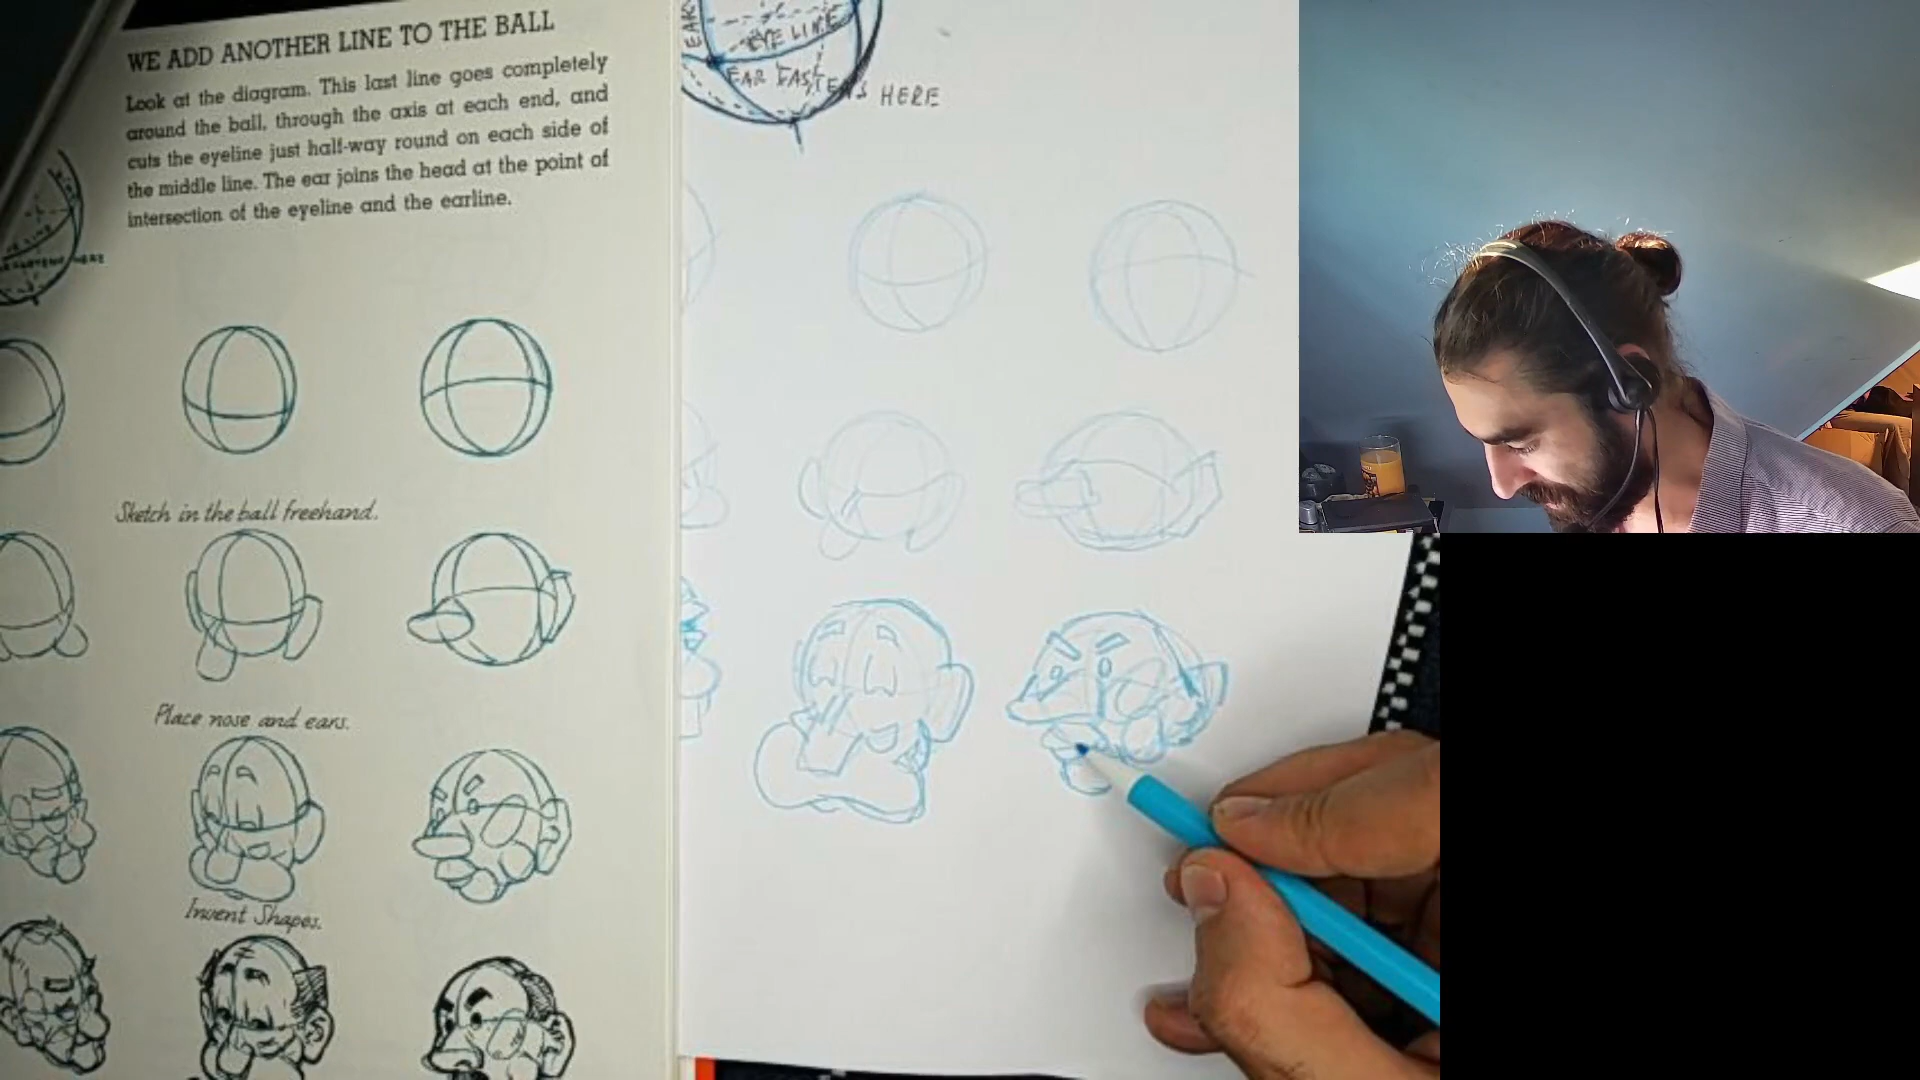 WE ADD ANOTHER LINE TO THE BALL
Look at the diagram. This last line goes completely
around the ball, through the axis at each end, and
cuts the eyeline just half-way round on each side of
the middle line. The ear joins the head at the point of
intersection of the eyeline and the earline.
HERE
Sketch in the ball freehand.
Place nose and ears.
Invent Shapes.
EAR
EYE LINE
EAR FASTENS HERE